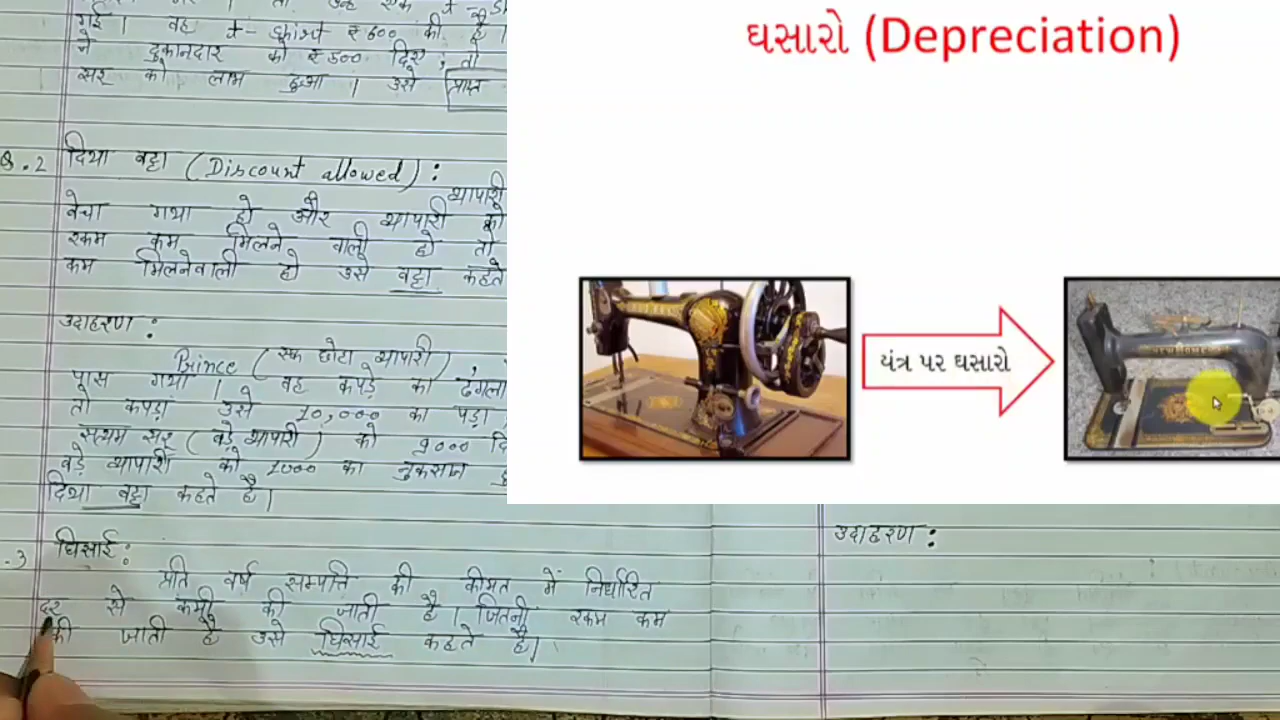 गई । वह t-shirt ₹600 की है ।
ने दुकानदार को ₹500 दिए, तो
सर को लाभ हुआ । उसे प्राप्त
Q.2 दिया बट्टा (Discount allowed) :
व्यापारी
बेचा गया हो और व्यापारी को
रकम कम मिलने वाली हो तो
कम मिलनेवाली हो उसे बट्टा कहते
उदाहरण :
Prince (एक छोटा व्यापारी)
पास गया । वह कपड़े का
तो कपड़ा उसे 10,000 का पड़ा
सत्यम सर (बड़े व्यापारी) को 9000
बड़े व्यापारी को 1000 का नुकसान
दिया बट्टा कहते है।
.3 घिसाई:
प्रति वर्ष सम्पत्ति की कीमत में निर्धारित
दर से कमी की जाती है । जितनी रकम कम
की जाती है उसे घिसाई कहते है।
उदाहरण :
ઘસારો (Depreciation)
યંત્ર પર ઘસારો